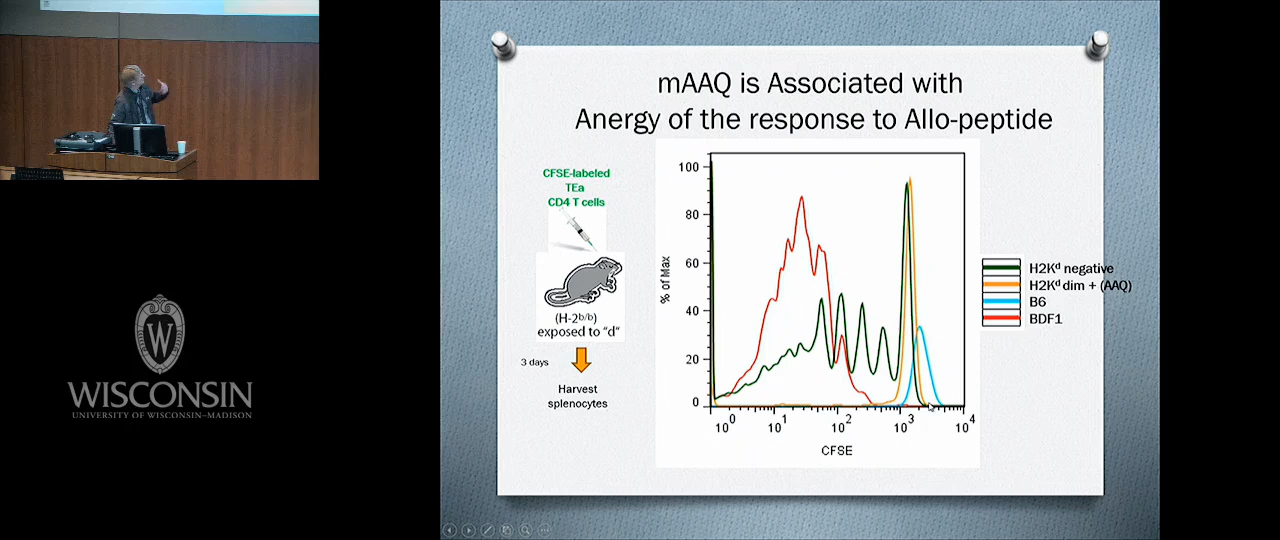 mAAQ is Associated with
Anergy of the response to Allo-peptide
CFSE-labeled
TEa
CD4 T cells
(H-2b/b)
exposed to "d"
3 days
Harvest
splenocytes
% of Max
100
80
60
40
20
0
10^0
10^1
10^2
10^3
10^4
CFSE
H2Kd negative
H2Kd dim + (AAQ)
B6
BDF1
W
WISCONSIN
UNIVERSITY OF WISCONSIN–MADISON